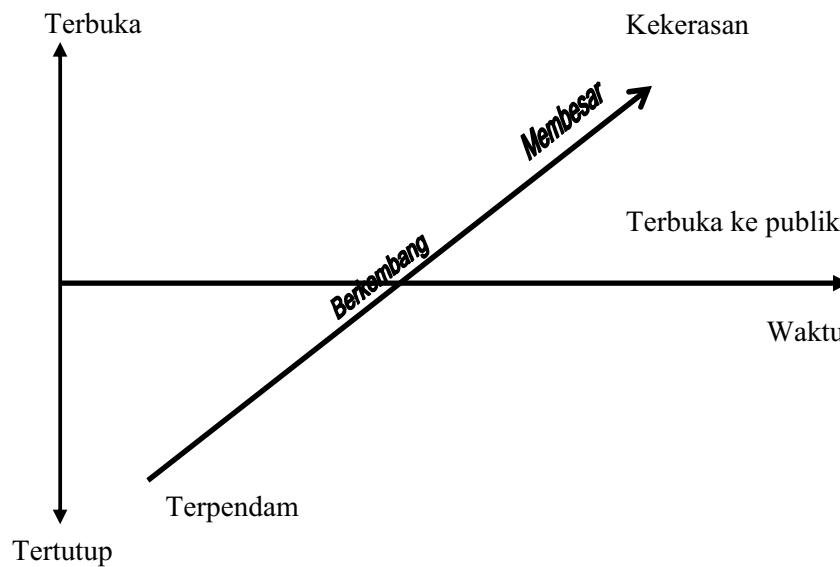 Terbuka
Kekerasan
Membesar
Terbuka ke publik
Berkembang
Waktu
Terpendam
Tertutup